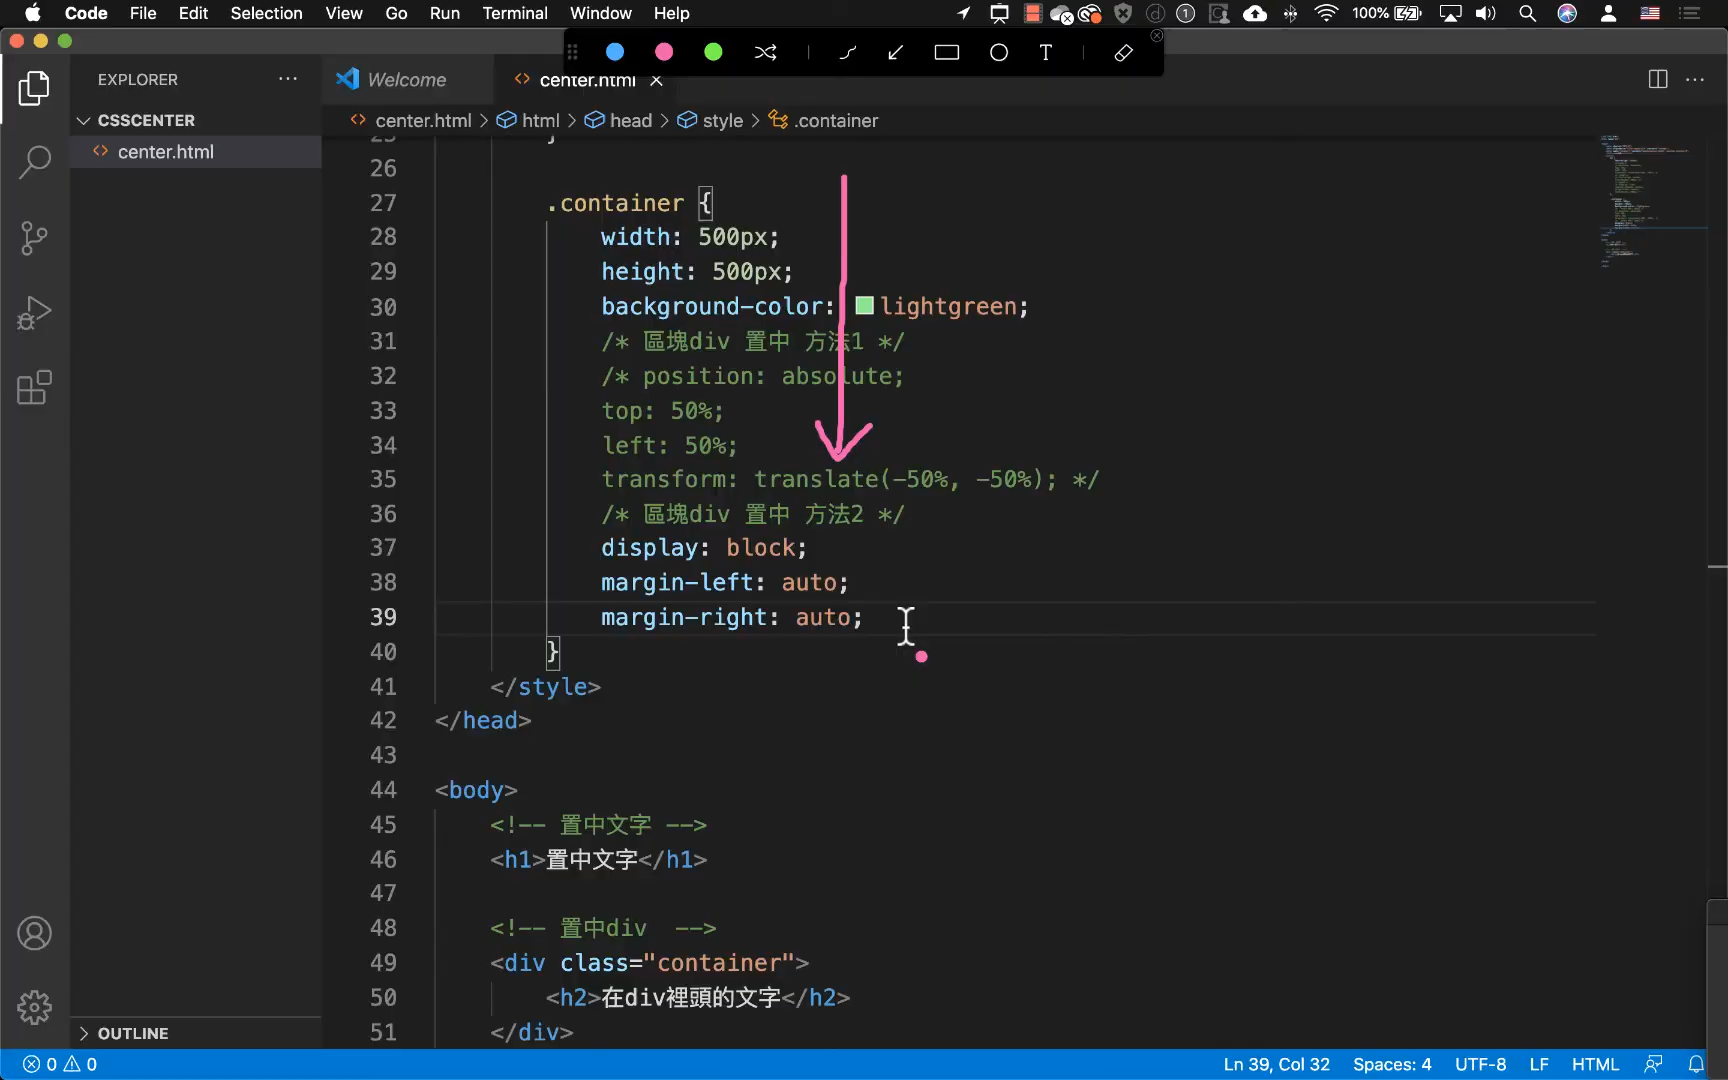 Code File Edit Selection View Go Run Terminal Window Help 100%
EXPLORER
Welcome
center.html
CSSCENTER
center.html > html > head > style > .container
center.html
26
27 .container {
28 width: 500px;
29 height: 500px;
30 background-color: lightgreen;
31 /* 區塊div 置中 方法1 */
32 /* position: absolute;
33 top: 50%;
34 left: 50%;
35 transform: translate(-50%, -50%); */
36 /* 區塊div 置中 方法2 */
37 display: block;
38 margin-left: auto;
39 margin-right: auto;
40 }
41 </style>
42 </head>
43
44 <body>
45 <!-- 置中文字 -->
46 <h1>置中文字</h1>
47
48 <!-- 置中div  -->
49 <div class="container">
50 <h2>在div裡頭的文字</h2>
51 </div>
OUTLINE
0 0 Ln 39, Col 32 Spaces: 4 UTF-8 LF HTML